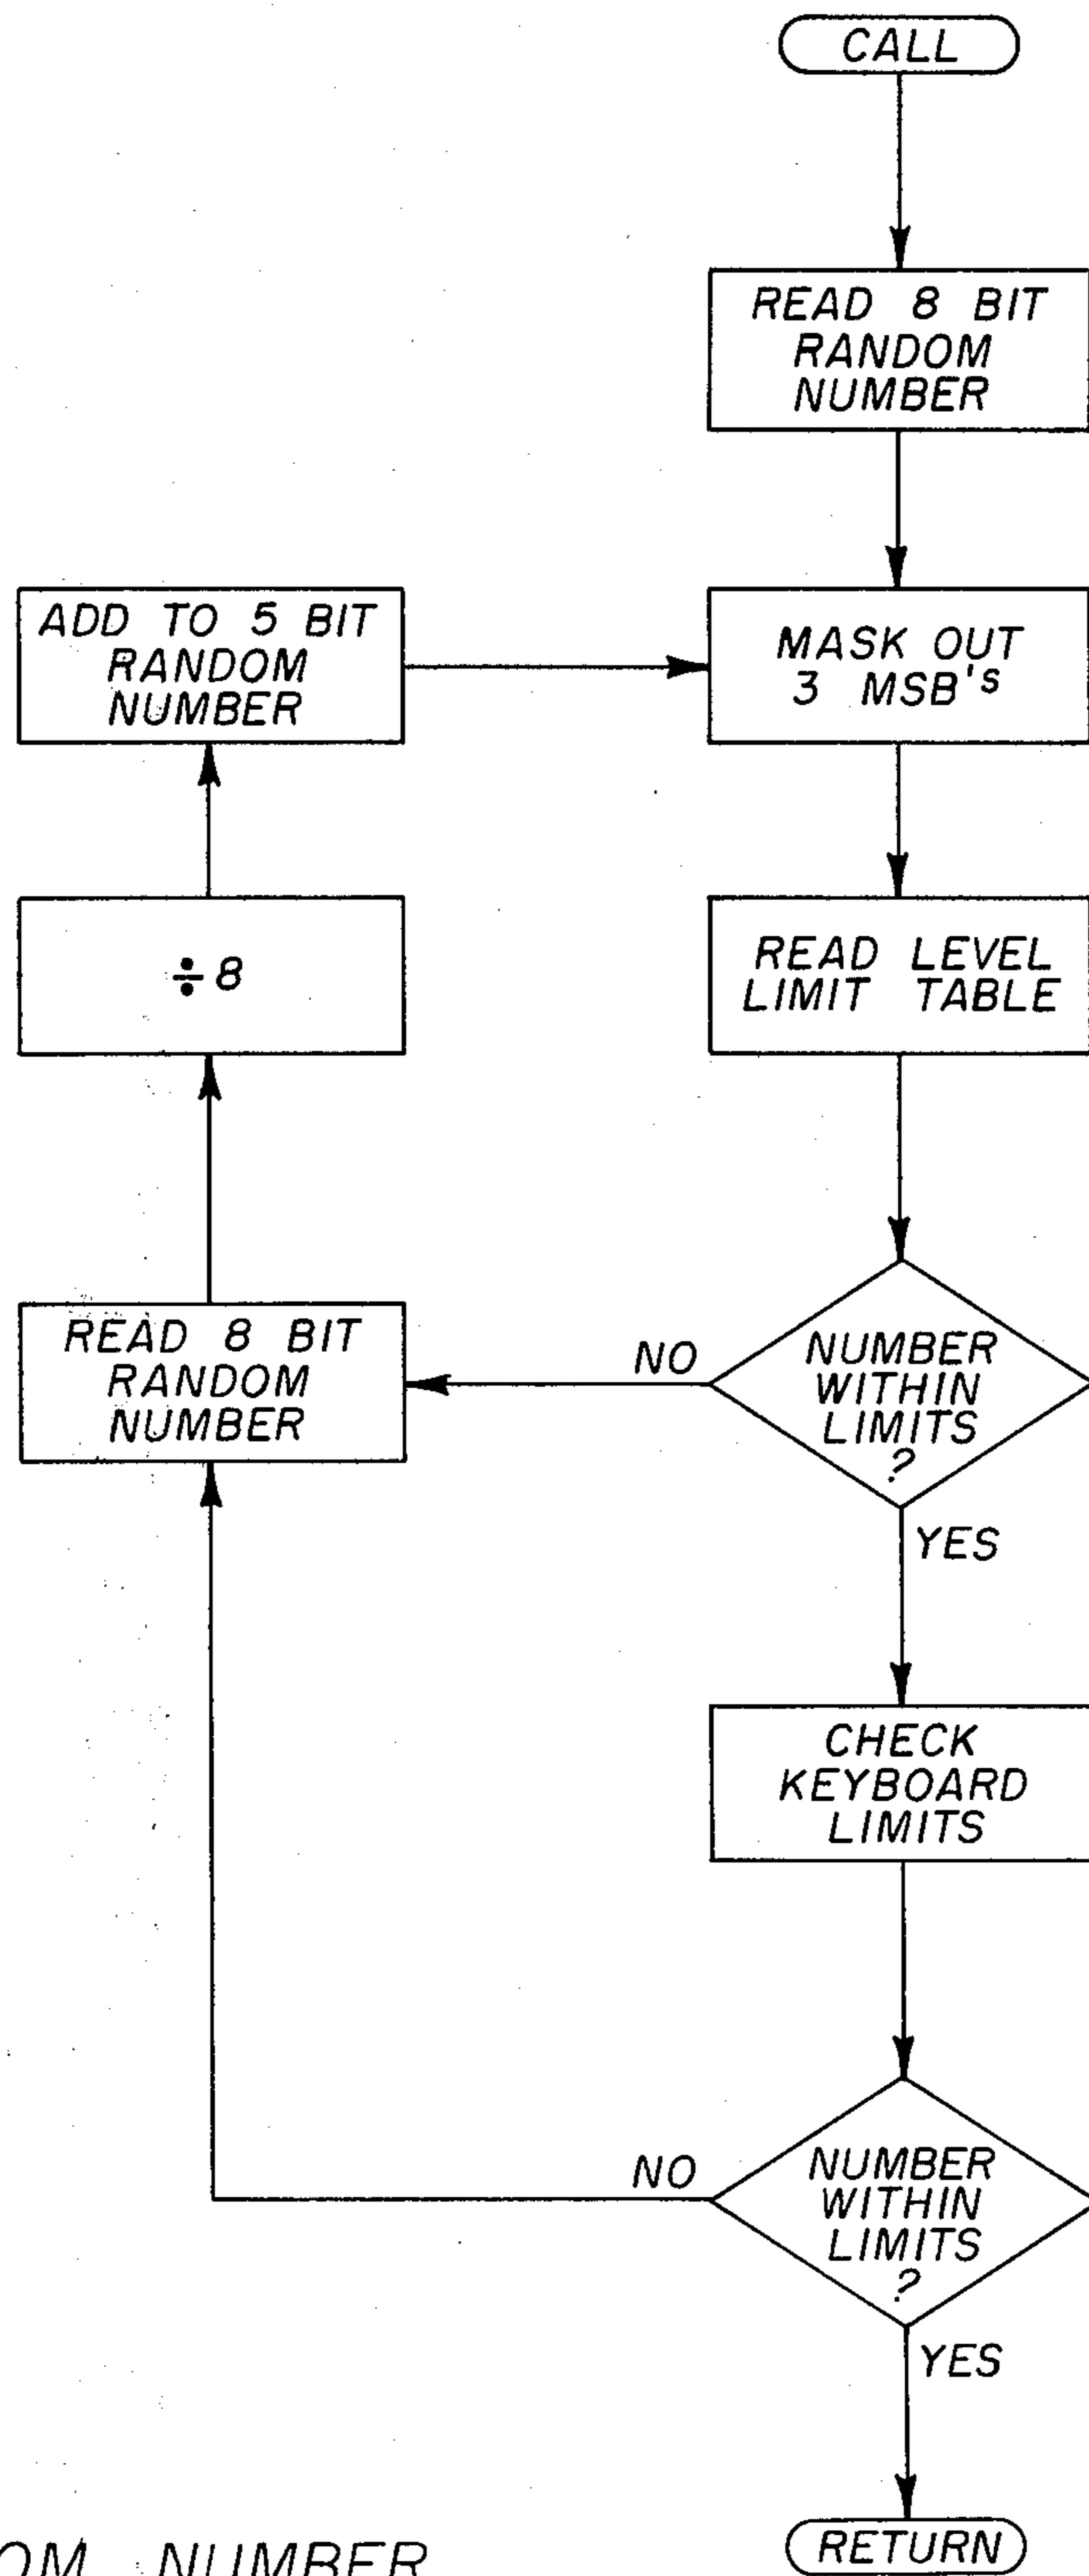 CALL
READ 8 BIT
RANDOM
NUMBER
ADD TO 5 BIT
RANDOM
NUMBER
MASK OUT
3 MSB's
÷8
READ LEVEL
LIMIT TABLE
READ 8 BIT
RANDOM
NUMBER
NO
NUMBER
WITHIN
LIMITS
?
YES
CHECK
KEYBOARD
LIMITS
NO
NUMBER
WITHIN
LIMITS
?
YES
NUMBER
RETURN